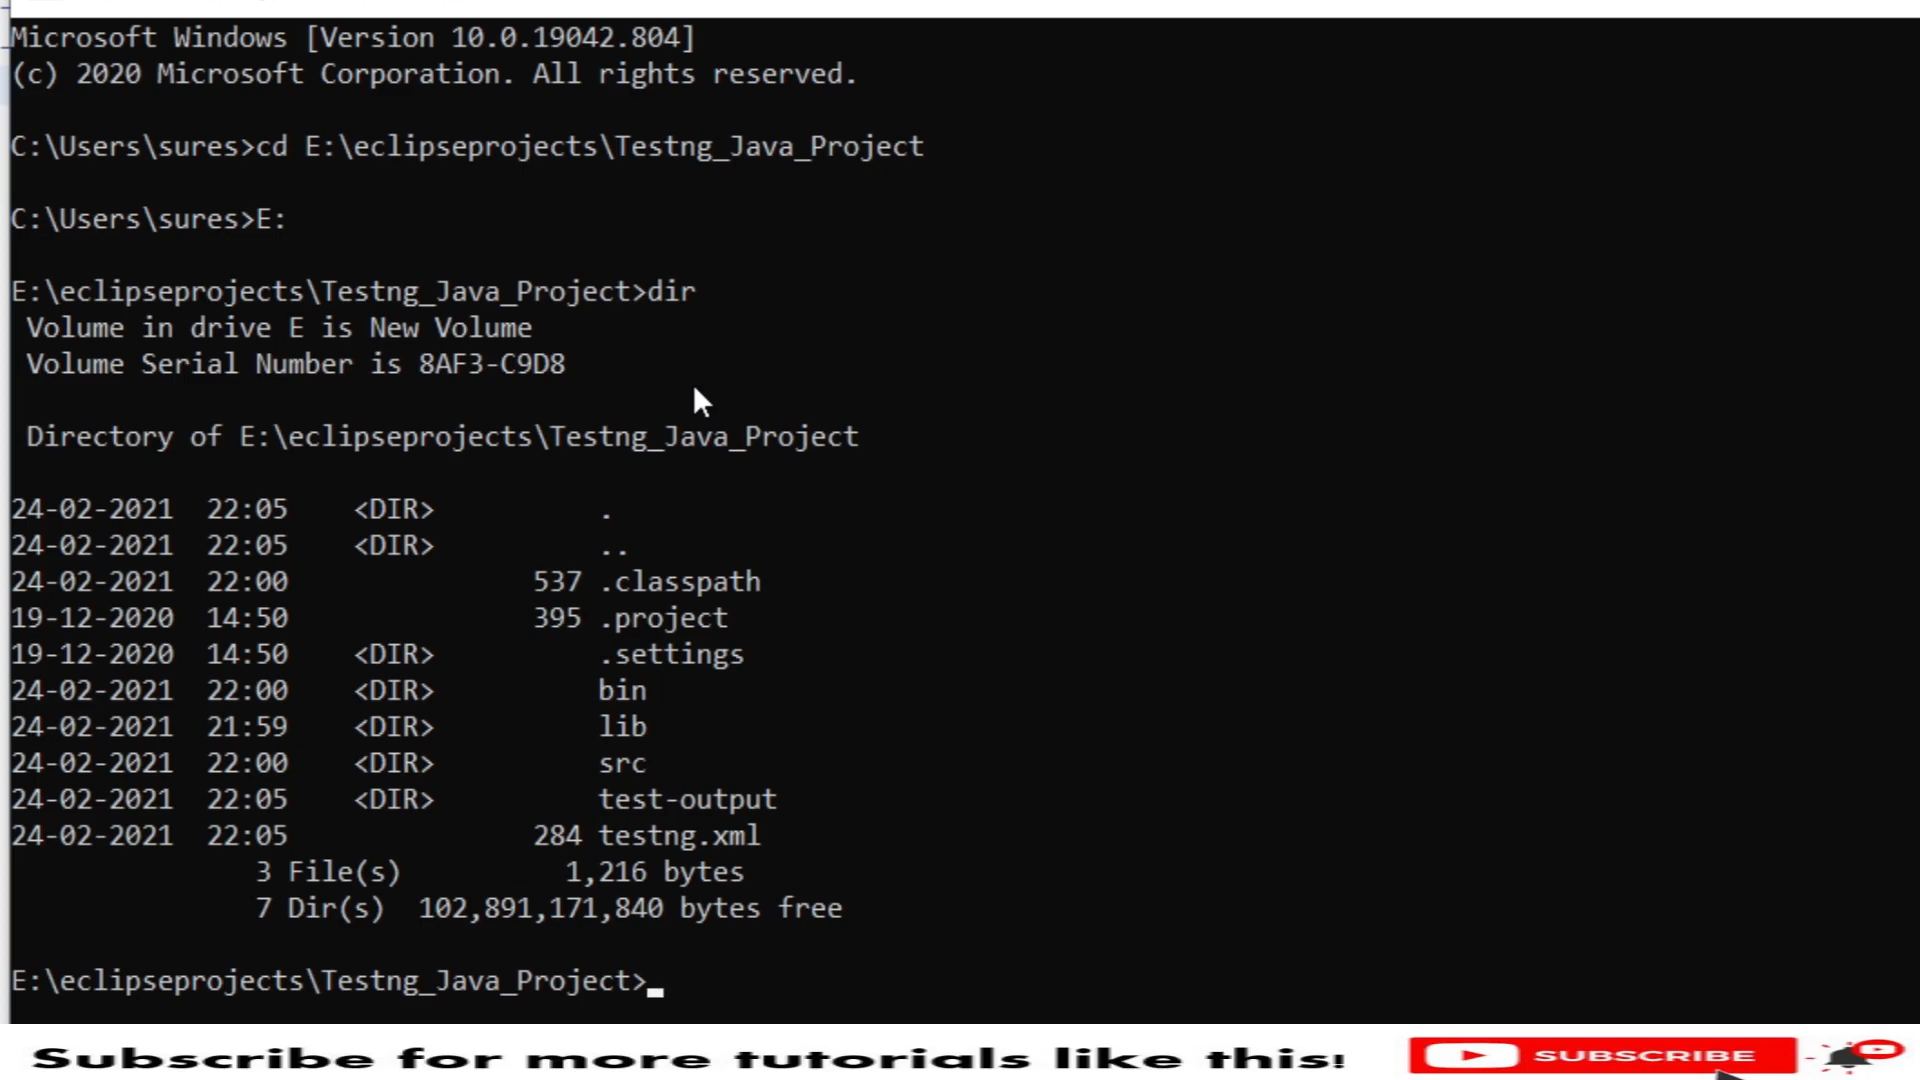 Microsoft Windows [Version 10.0.19042.804]
(c) 2020 Microsoft Corporation. All rights reserved.
C:\Users\sures>cd E:\eclipseprojects\Testng_Java_Project
C:\Users\sures>E:
E:\eclipseprojects\Testng_Java_Project>dir
Volume in drive E is New Volume
Volume Serial Number is 8AF3-C9D8
Directory of E:\eclipseprojects\Testng_Java_Project
24-02-2021 22:05 <DIR> .
24-02-2021 22:05 <DIR> ..
24-02-2021 22:00 537 .classpath
19-12-2020 14:50 395 .project
19-12-2020 14:50 <DIR> .settings
24-02-2021 22:00 <DIR> bin
24-02-2021 21:59 <DIR> lib
24-02-2021 22:00 <DIR> src
24-02-2021 22:05 <DIR> test-output
24-02-2021 22:05 284 testng.xml
3 File(s) 1,216 bytes
7 Dir(s) 102,891,171,840 bytes free
E:\eclipseprojects\Testng_Java_Project>
Subscribe for more tutorials like this! SUBSCRIBE